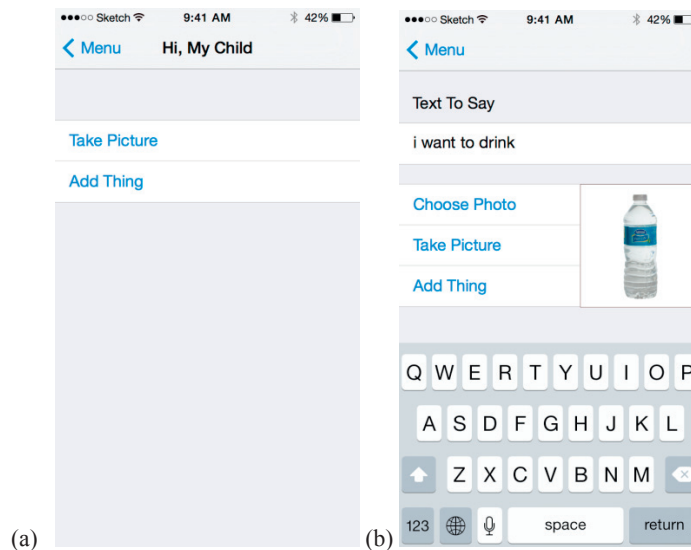 ●●●○○ Sketch 9:41 AM 42%
Menu Hi, My Child
Take Picture
Add Thing
(a)
●●●○○ Sketch 9:41 AM 42%
Menu
Text To Say
i want to drink
Choose Photo
Take Picture
Add Thing
Q W E R T Y U I O P
A S D F G H J K L
Z X C V B N M
123 space return
(b)